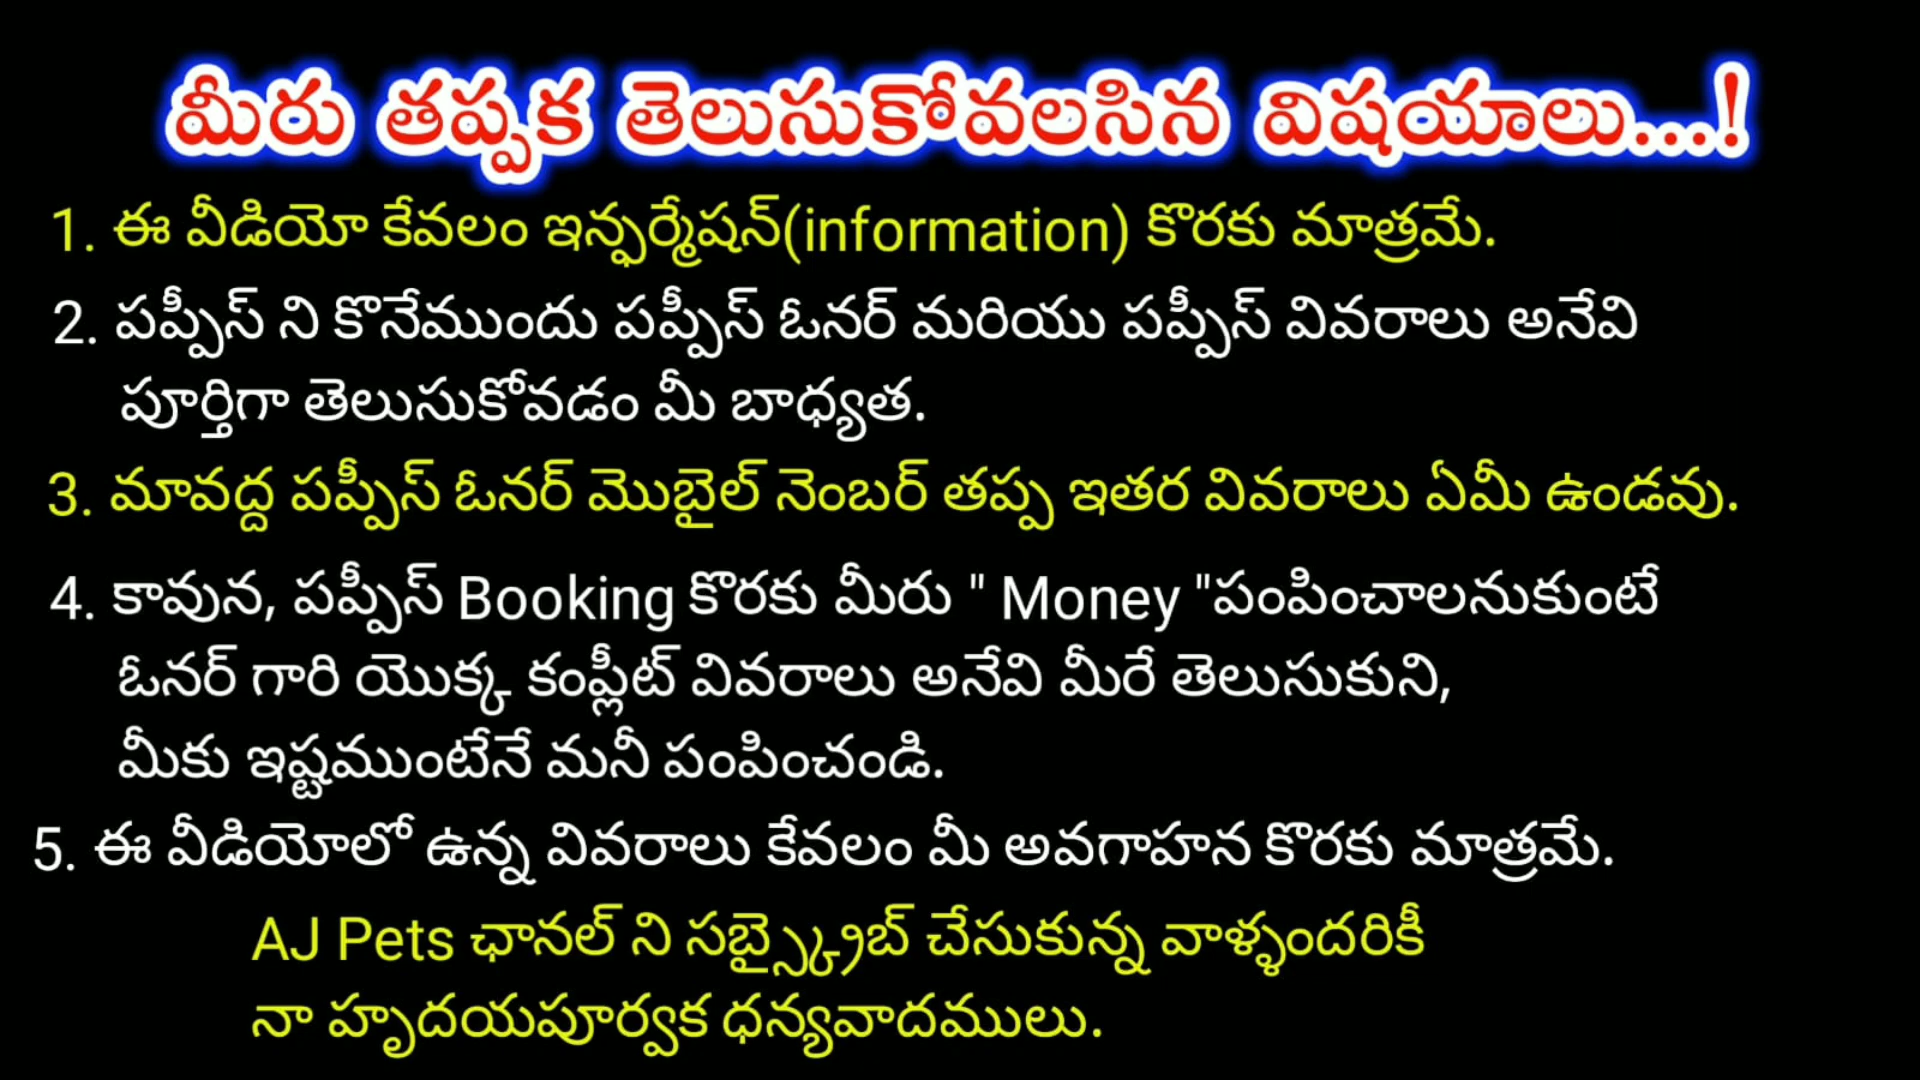 మీరు తప్పక తెలుసుకోవలసిన విషయాలు...!
1. ఈ వీడియో కేవలం ఇన్ఫర్మేషన్(information) కొరకు మాత్రమే.
2. పప్పీస్ ని కొనేముందు పప్పీస్ ఓనర్ మరియు పప్పీస్ వివరాలు అనేవి
పూర్తిగా తెలుసుకోవడం మీ బాధ్యత.
3. మావద్ద పప్పీస్ ఓనర్ మొబైల్ నెంబర్ తప్ప ఇతర వివరాలు ఏమీ ఉండవు.
4. కావున, పప్పీస్ Booking కొరకు మీరు " Money "పంపించాలనుకుంటే
ఓనర్ గారి యొక్క కంప్లీట్ వివరాలు అనేవి మీరే తెలుసుకుని,
మీకు ఇష్టముంటేనే మనీ పంపించండి.
5. ఈ వీడియోలో ఉన్న వివరాలు కేవలం మీ అవగాహన కొరకు మాత్రమే.
AJ Pets ఛానల్ ని సబ్స్క్రైబ్ చేసుకున్న వాళ్ళందరికీ
నా హృదయపూర్వక ధన్యవాదములు.